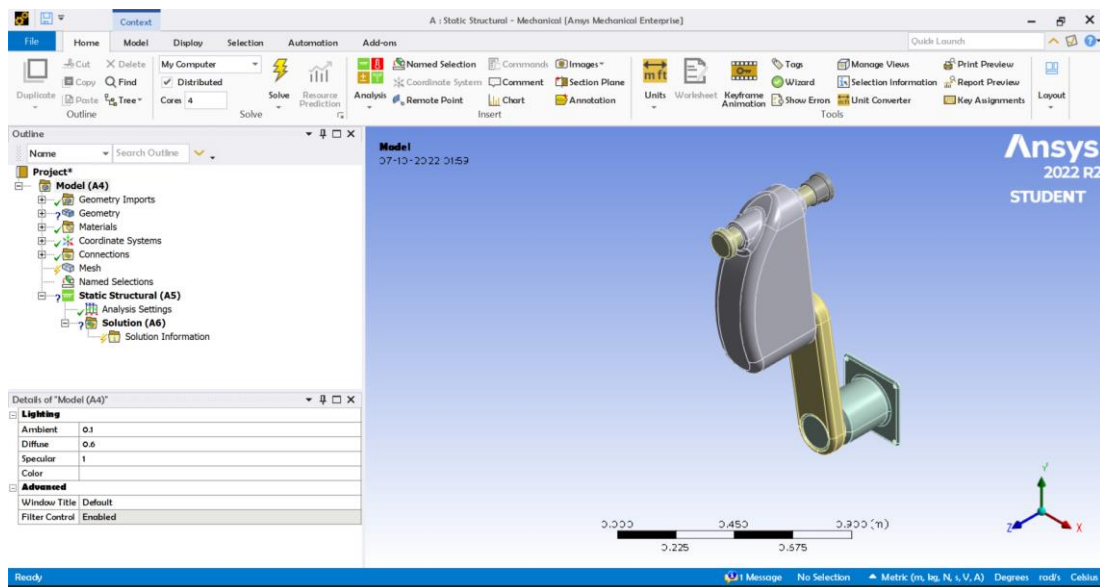 Context
A : Static Structural - Mechanical [Ansys Mechanical Enterprise]
File Home Model Display Selection Automation Add-ons Quick Launch
Duplicate
Cut Delete
Copy Find
Paste Tree
Outline
My Computer
Distributed
Cores 4
Solve
Resource Prediction
Solve
Analysis
Named Selection Commands Images
Coordinate System Comment Section Plane
Remote Point Chart Annotation
Insert
Units Worksheet Keyframe Animation
Tags Manage Views Print Preview
Wizard Selection Information Report Preview
Show Errors Unit Converter Key Assignments
Tools
Layout
Outline
Name Search Outline
Project*
Model (A4)
Geometry Imports
Geometry
Materials
Coordinate Systems
Connections
Mesh
Named Selections
Static Structural (A5)
Analysis Settings
Solution (A6)
Solution Information
Details of "Model (A4)"
Lighting
Ambient 0.1
Diffuse 0.6
Specular 1
Color
Advanced
Window Title Default
Filter Control Enabled
Model
07-10-2022 01:59
Ansys
2022 R2
STUDENT
0.000 0.450 0.900 (m)
0.225 0.675
Y
Z X
Ready 1 Message No Selection Metric (m, kg, N, s, V, A) Degrees rad/s Celsius